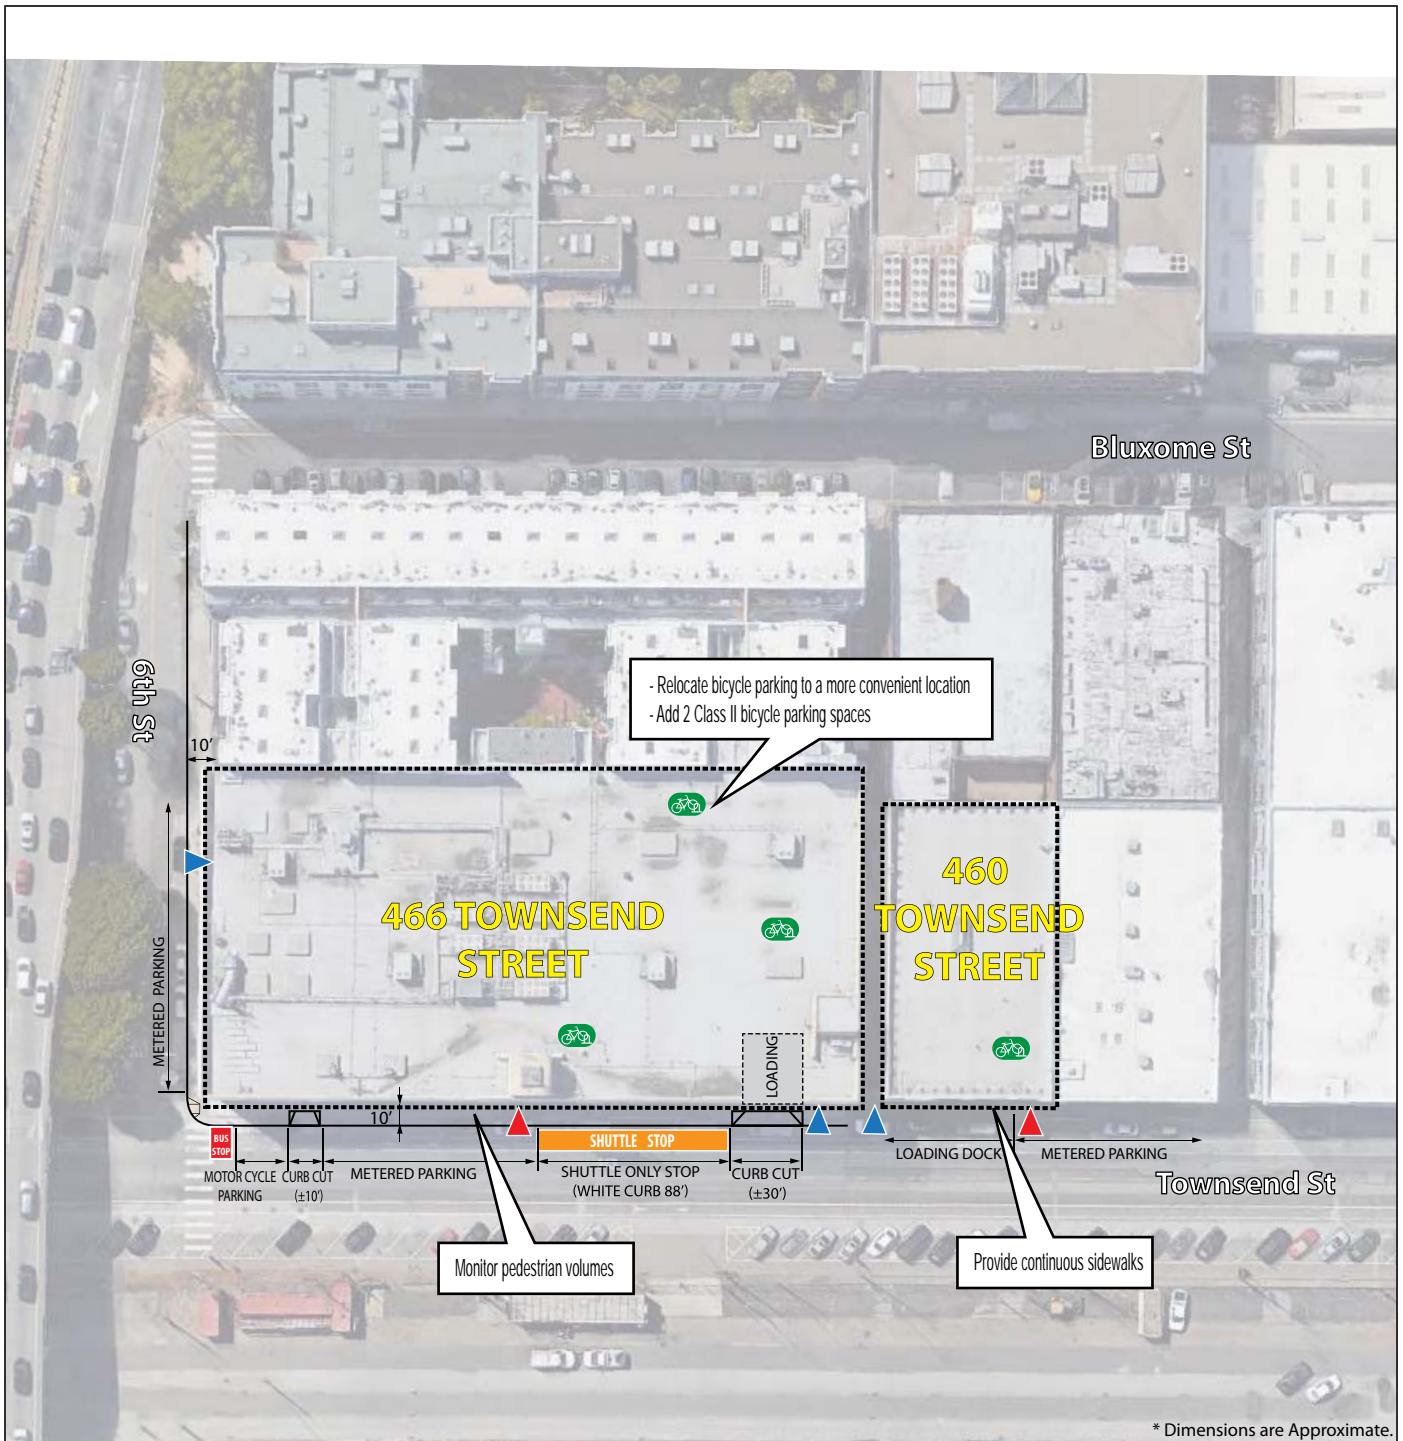 Bluxome St
- Relocate bicycle parking to a more convenient location
- Add 2 Class II bicycle parking spaces
6th St
10'
METERED PARKING
466 TOWNSEND
STREET
460
TOWNSEND
STREET
LOADING
10'
BUS
STOP
SHUTTLE STOP
MOTOR CYCLE
PARKING
CURB CUT
(±10')
METERED PARKING
SHUTTLE ONLY STOP
(WHITE CURB 88')
CURB CUT
(±30')
LOADING DOCK
METERED PARKING
Townsend St
Monitor pedestrian volumes
Provide continuous sidewalks
* Dimensions are Approximate.